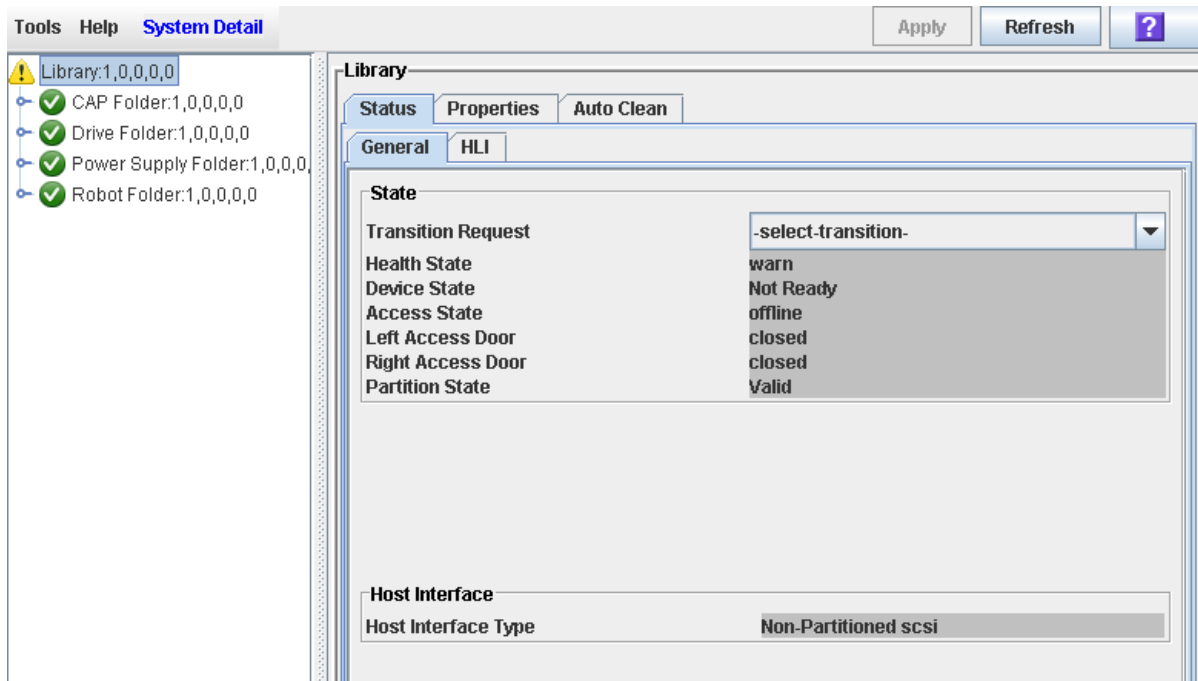 Tools Help System Detail Apply Refresh ?
Library:1,0,0,0,0
CAP Folder:1,0,0,0,0
Drive Folder:1,0,0,0,0
Power Supply Folder:1,0,0,0,
Robot Folder:1,0,0,0,0
Library
Status Properties Auto Clean
General HLI
State
Transition Request -select-transition-
Health State warn
Device State Not Ready
Access State offline
Left Access Door closed
Right Access Door closed
Partition State Valid
Host Interface
Host Interface Type Non-Partitioned scsi